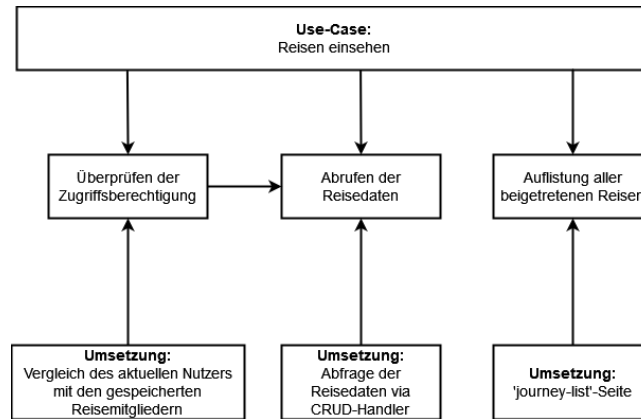 Use-Case:
Reisen einsehen
Überprüfen der
Zugriffsberechtigung
Abrufen der
Reisedaten
Auflistung aller
beigetretenen Reisen
Umsetzung:
Vergleich des aktuellen Nutzers
mit den gespeicherten
Reisemitgliedern
Umsetzung:
Abfrage der
Reisedaten via
CRUD-Handler
Umsetzung:
'journey-list'-Seite